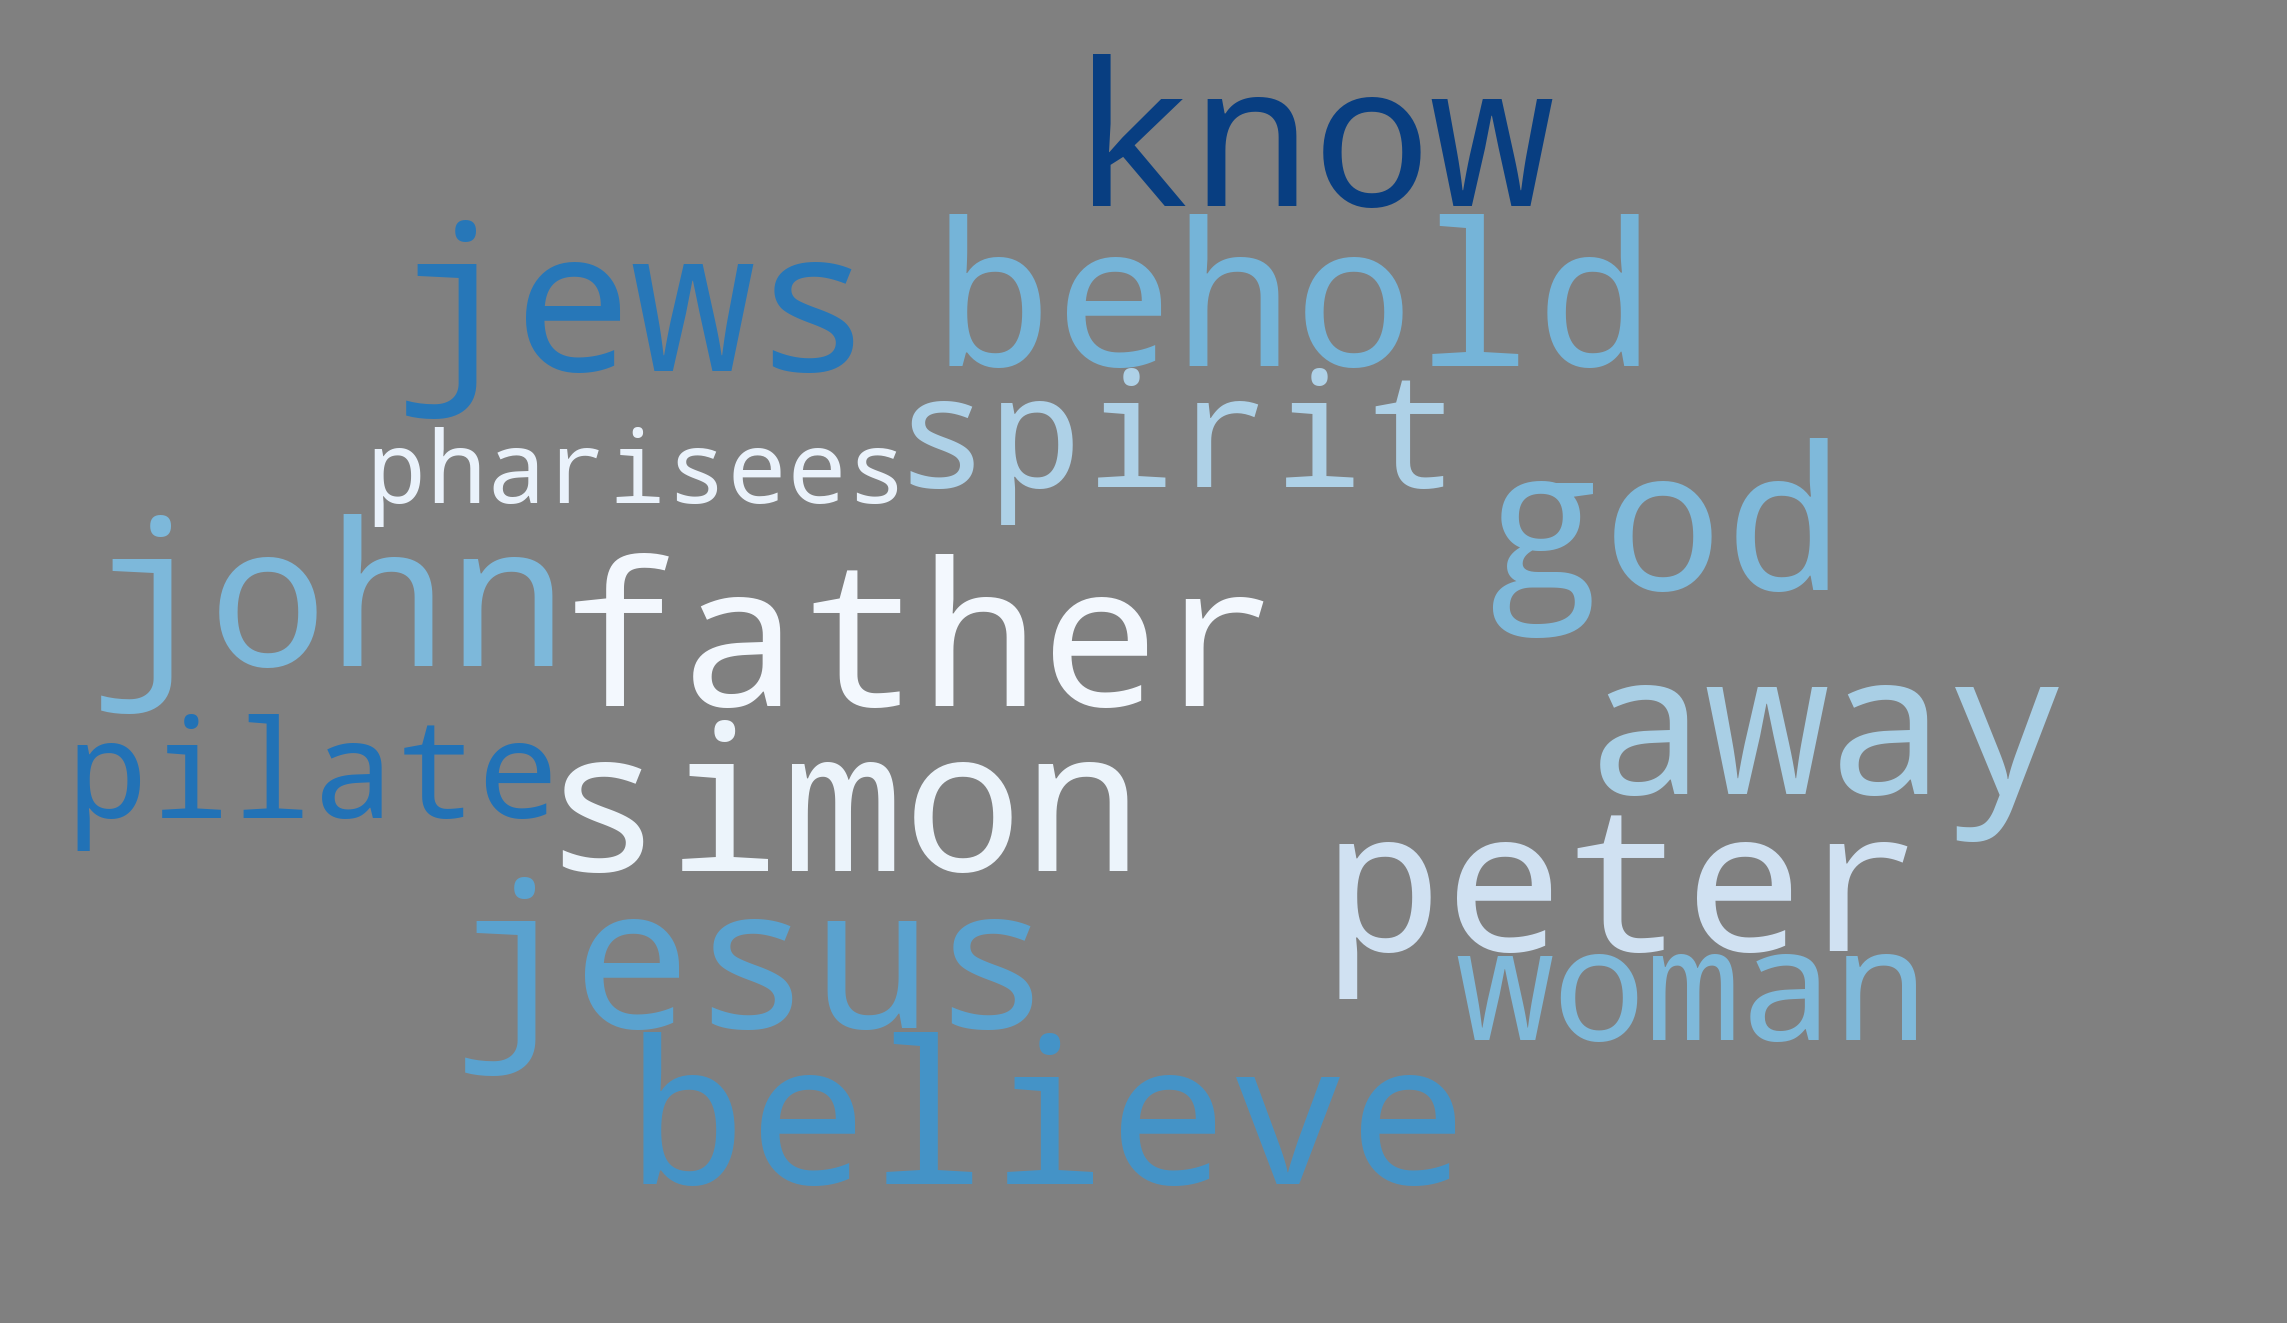 know
jews behold
spirit
pharisees
god
john
father
away
pilate
simon
peter
jesus
woman
believe